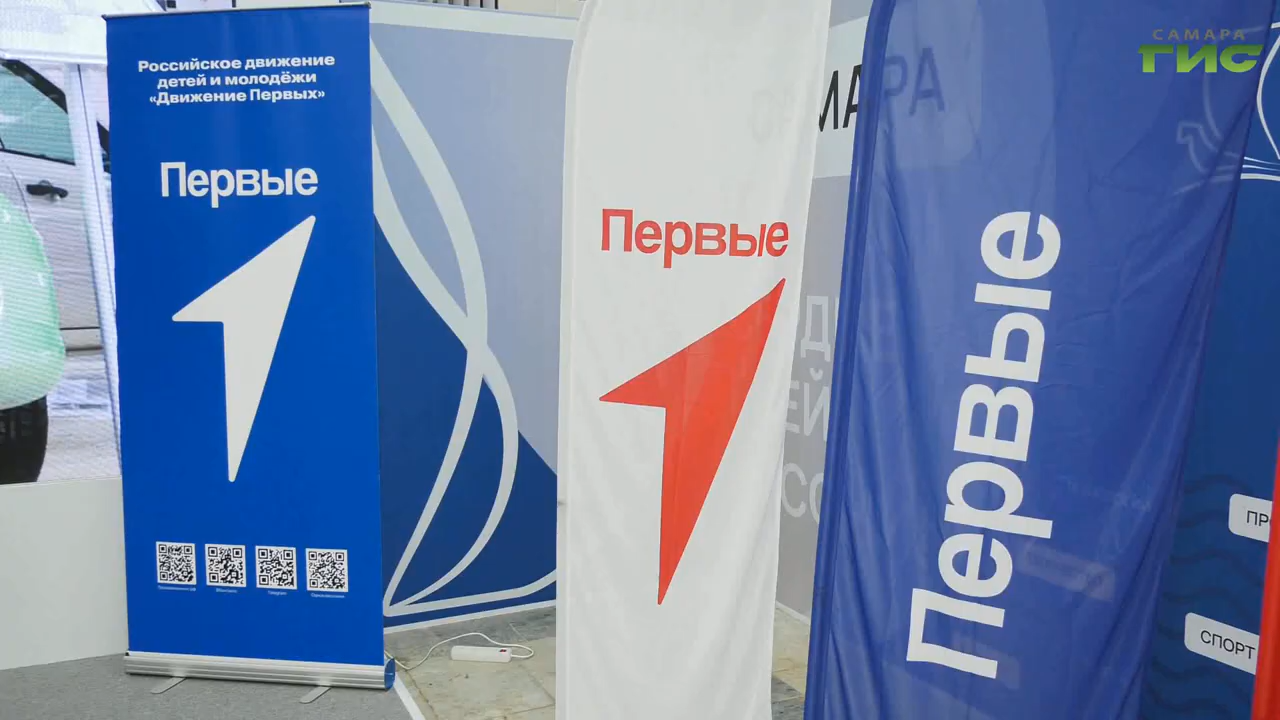 Российское движение
детей и молодёжи
«Движение Первых»
Первые
Первые
Первые
САМАРА
ГИС
СПОРТ